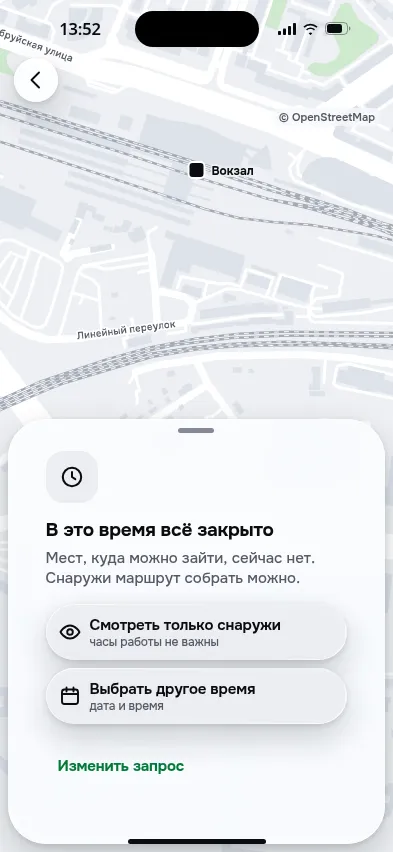 13:52
бруйская улица
© OpenStreetMap
Вокзал
Линейный переулок
В это время всё закрыто
Мест, куда можно зайти, сейчас нет.
Снаружи маршрут собрать можно.
Смотреть только снаружи
часы работы не важны
Выбрать другое время
дата и время
Изменить запрос